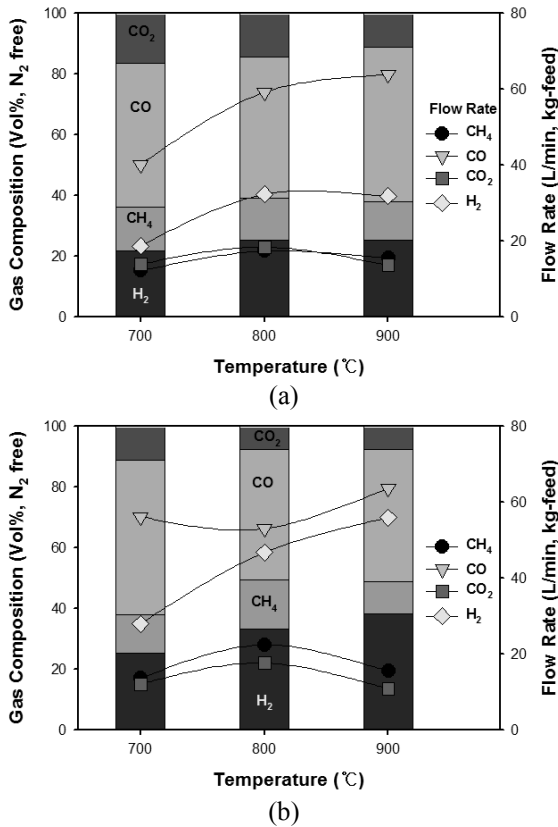 Gas Composition (Vol%, N₂ free)
100
80
60
40
20
0
CO₂
CO
CH₄
H₂
Flow Rate
CH₄
CO
CO₂
H₂
80
60
40
20
0
Flow Rate (L/min, kg-feed)
700 800 900
Temperature (℃)
(a)
Gas Composition (Vol%, N₂ free)
100
80
60
40
20
0
CO₂
CO
CH₄
H₂
CH₄
CO
CO₂
H₂
80
60
40
20
0
Flow Rate (L/min, kg-feed)
700 800 900
Temperature (℃)
(b)